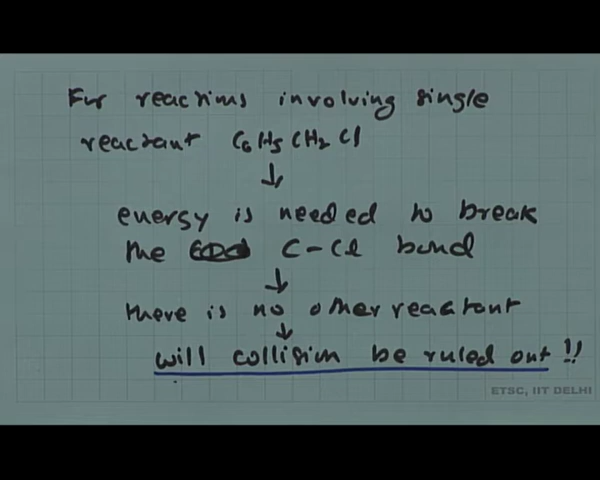 For reactions involving single
reactant C6H5CH2Cl
↓
energy is needed to break
the C-Cl bond
↓
there is no other reactant
↓
will collision be ruled out !!
ETSC, IIT DELHI